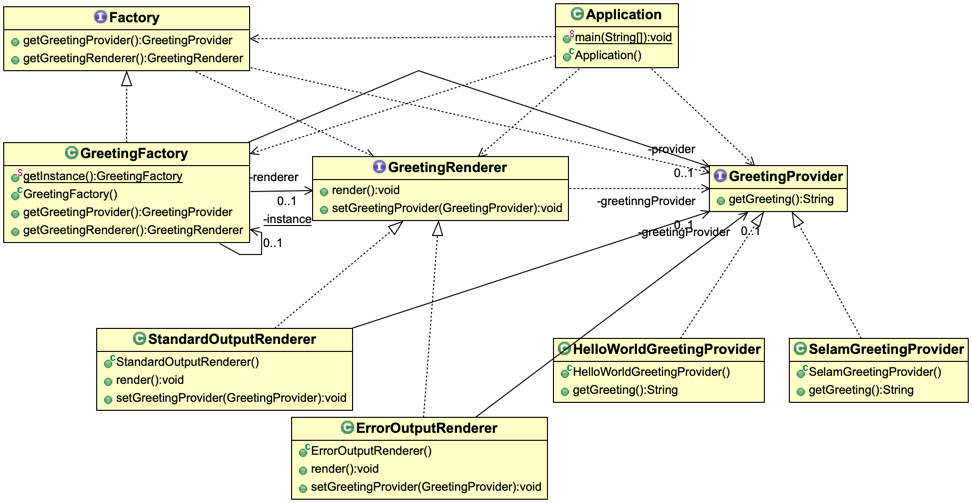 Factory
getGreetingProvider():GreetingProvider
getGreetingRenderer():GreetingRenderer
Application
main(String[]):void
Application()
GreetingFactory
getInstance():GreetingFactory
GreetingFactory()
getGreetingProvider():GreetingProvider
getGreetingRenderer():GreetingRenderer
-renderer
0..1
-instance
0..1
GreetingRenderer
render():void
setGreetingProvider(GreetingProvider):void
-provider
0..1
GreetingProvider
getGreeting():String
-greetinngProvider
0..1
-greetingProvider
0..1
StandardOutputRenderer
StandardOutputRenderer()
render():void
setGreetingProvider(GreetingProvider):void
ErrorOutputRenderer
ErrorOutputRenderer()
render():void
setGreetingProvider(GreetingProvider):void
HelloWorldGreetingProvider
HelloWorldGreetingProvider()
getGreeting():String
SelamGreetingProvider
SelamGreetingProvider()
getGreeting():String